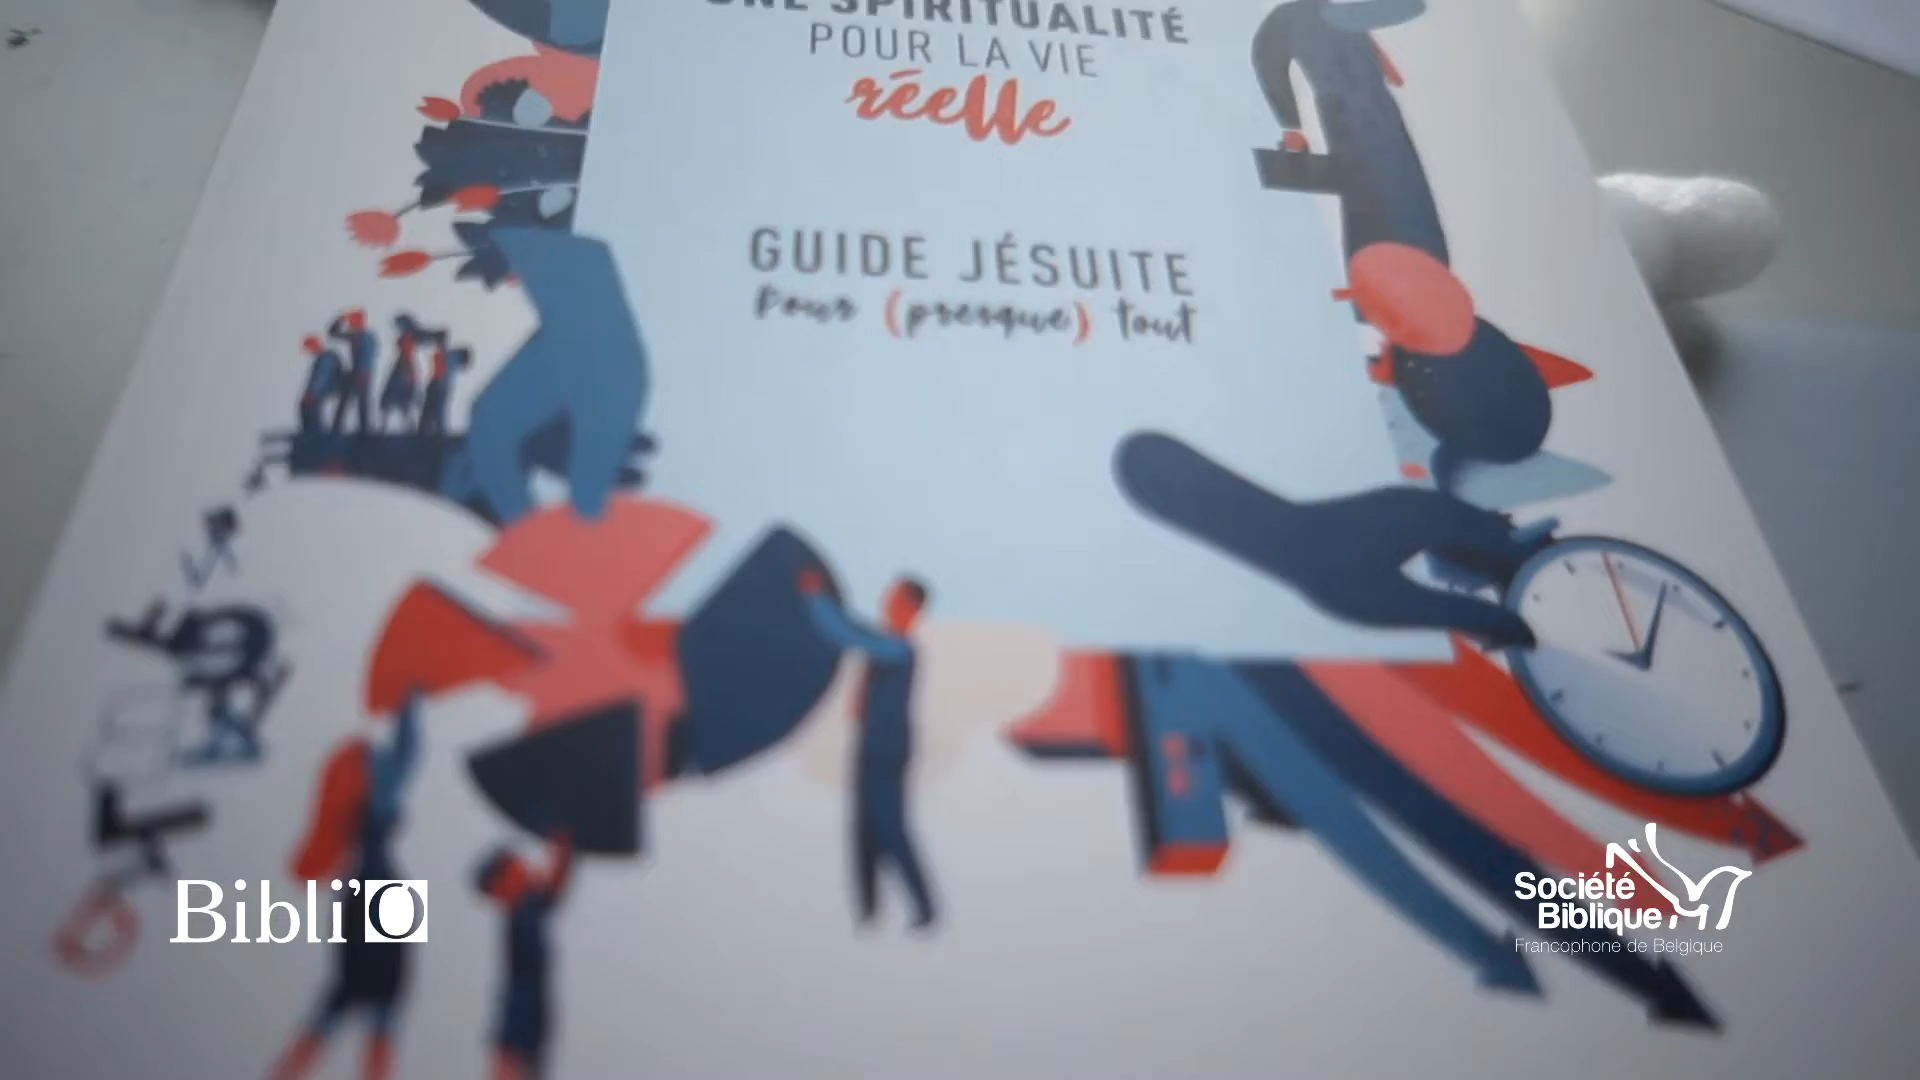 UNE SPIRITUALITÉ
POUR LA VIE
réelle
GUIDE JÉSUITE
pour (presque) tout
Bibli'O
Société
Biblique
Francophone de Belgique